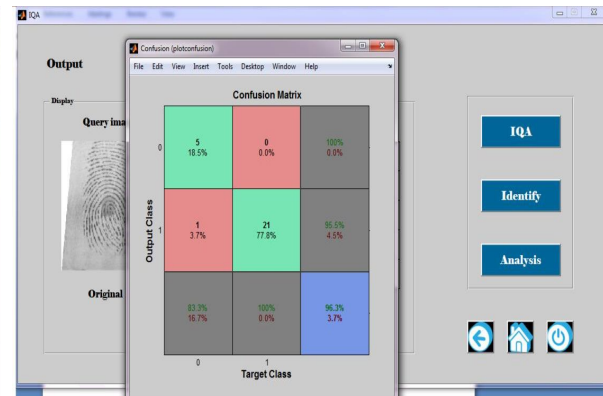 IQA
Output
Confusion (plotconfusion)
File Edit View Insert Tools Desktop Window Help
Display
Query ima
Confusion Matrix
0
5
18.5%
0
0.0%
100%
0.0%
Output Class
1
1
3.7%
21
77.8%
95.5%
4.5%
83.3%
16.7%
100%
0.0%
96.3%
3.7%
0
1
Target Class
Original
IQA
Identify
Analysis